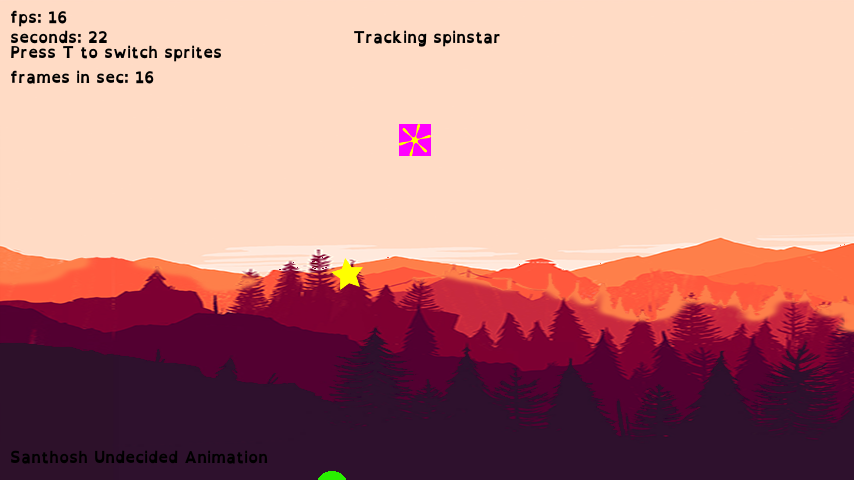 fps: 16
seconds: 22
Press T to switch sprites
frames in sec: 16
Tracking spinstar
Santhosh Undecided Animation